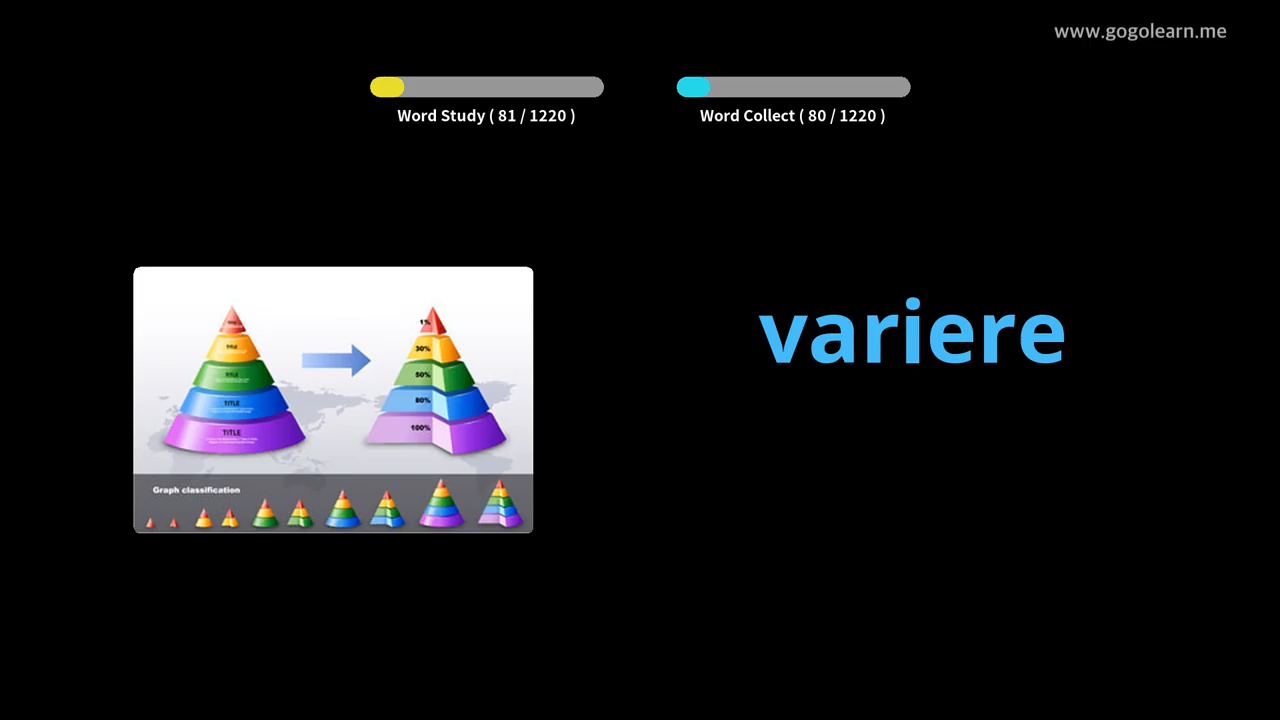 www.gogolearn.me
Word Study ( 81 / 1220 )
Word Collect ( 80 / 1220 )
variere
TITLE
TITLE
TITLE
TITLE
1%
30%
50%
80%
100%
Graph classification